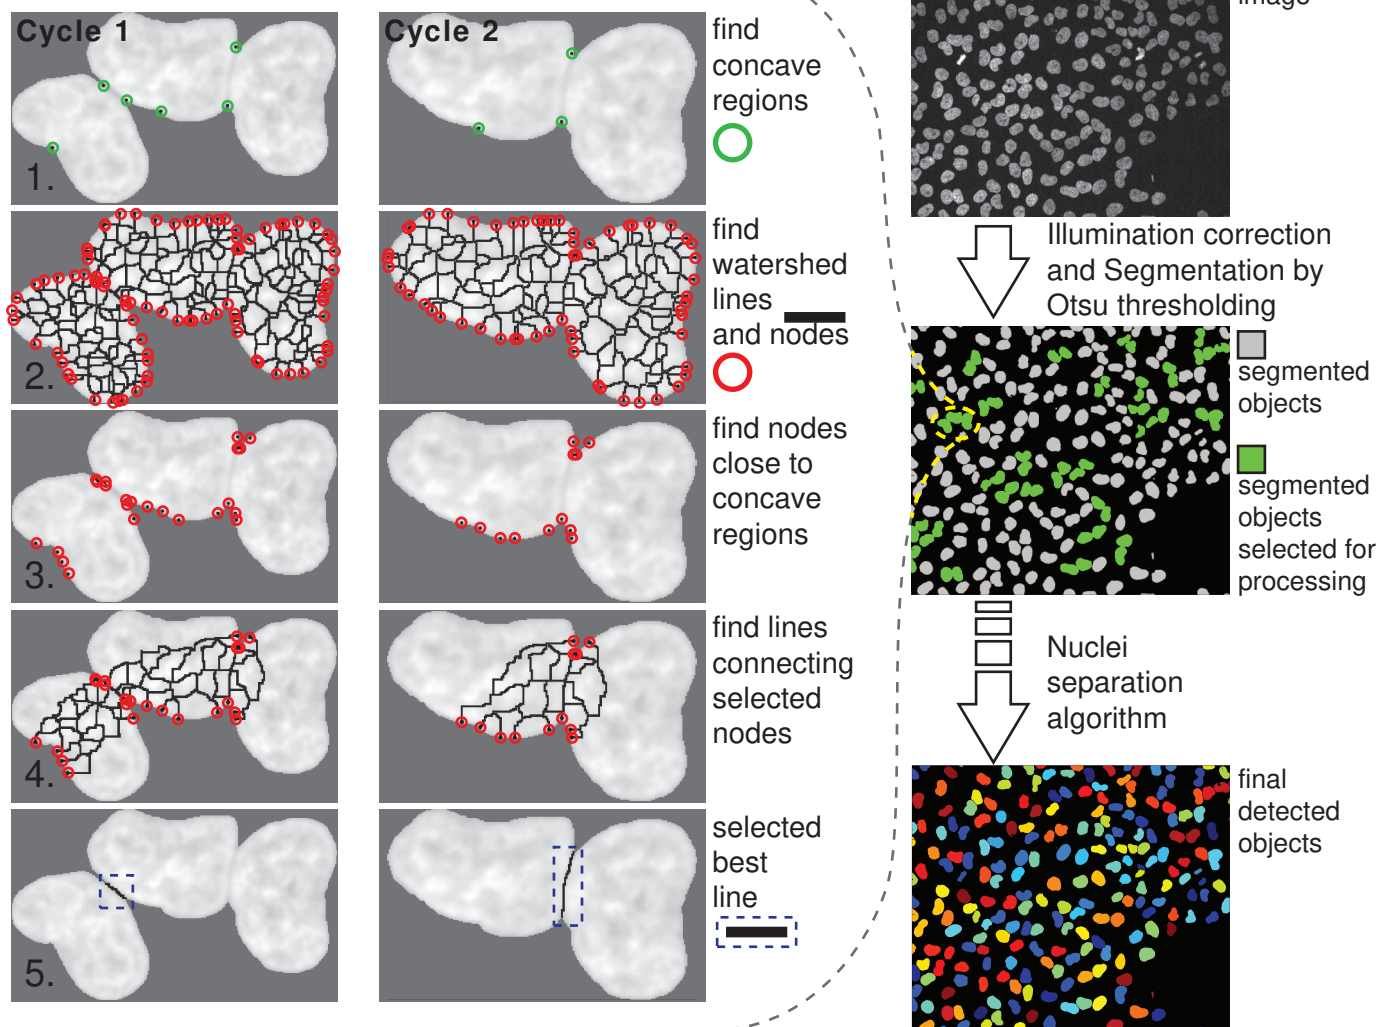 Cycle 1
Cycle 2
find
concave
regions
1.
find
watershed
lines
and nodes
2.
find nodes
close to
concave
regions
3.
find lines
connecting
selected
nodes
4.
selected
best
line
5.
image
Illumination correction
and Segmentation by
Otsu thresholding
segmented
objects
segmented
objects
selected for
processing
Nuclei
separation
algorithm
final
detected
objects